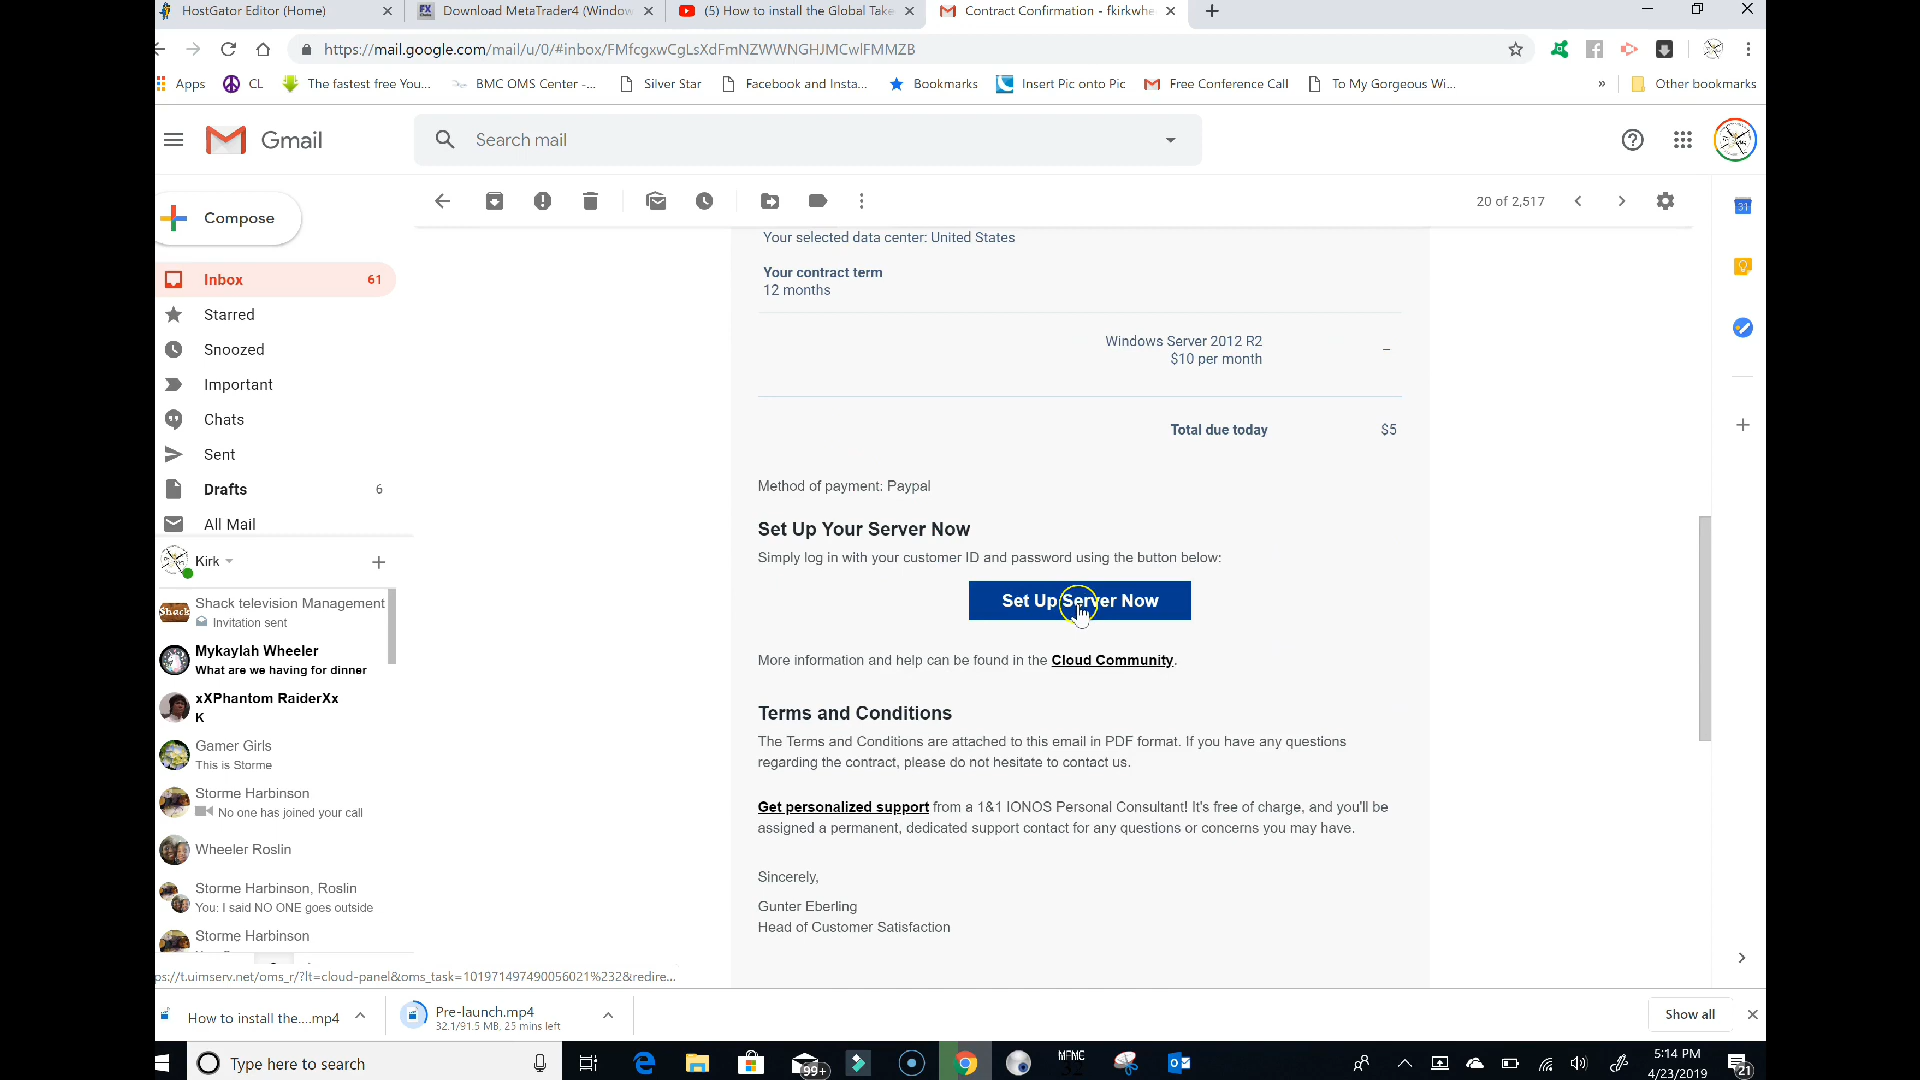 HostGator Editor (Home)
Download MetaTrader4 (Window
(5) How to install the Global Take
Contract Confirmation - fkirkwhe
https://mail.google.com/mail/u/0/#inbox/FMfcgxwCgLsXdFmNZWWNGHJMCwlFMMZB
Apps
CL
The fastest free You...
BMC OMS Center -...
Silver Star
Facebook and Insta...
Bookmarks
Insert Pic onto Pic
Free Conference Call
To My Gorgeous Wi...
»
Other bookmarks
Gmail
Search mail
Compose
20 of 2,517
31
Inbox 61
Starred
Snoozed
Important
Chats
Sent
Drafts 6
All Mail
Kirk
Shack
Shack television Management
Invitation sent
Mykaylah Wheeler
What are we having for dinner
xXPhantom RaiderXx
K
Gamer Girls
This is Storme
Storme Harbinson
No one has joined your call
Wheeler Roslin
Storme Harbinson, Roslin
You: I said NO ONE goes outside
Storme Harbinson
Your selected data center: United States
Your contract term
12 months
Windows Server 2012 R2
$10 per month
–
Total due today $5
Method of payment: Paypal
Set Up Your Server Now
Simply log in with your customer ID and password using the button below:
Set Up Server Now
More information and help can be found in the Cloud Community.
Terms and Conditions
The Terms and Conditions are attached to this email in PDF format. If you have any questions
regarding the contract, please do not hesitate to contact us.
Get personalized support from a 1&1 IONOS Personal Consultant! It's free of charge, and you'll be
assigned a permanent, dedicated support contact for any questions or concerns you may have.
Sincerely,
Gunter Eberling
Head of Customer Satisfaction
ps://t.uimserv.net/oms_r/?lt=cloud-panel&oms_task=101971497490056021%232&redire...
How to install the....mp4
Pre-launch.mp4
32.1/91.5 MB, 25 mins left
Show all
Type here to search
99+
5:14 PM
4/23/2019
21